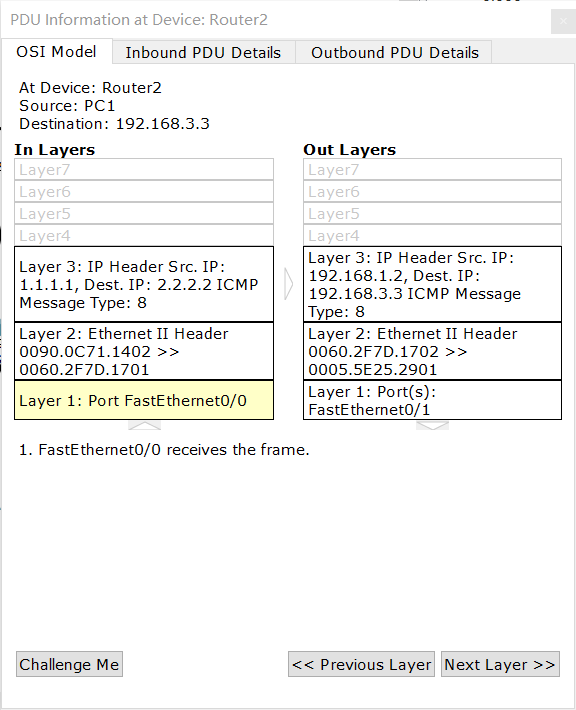 PDU Information at Device: Router2
OSI Model
Inbound PDU Details
Outbound PDU Details
At Device: Router2
Source: PC1
Destination: 192.168.3.3
In Layers
Layer7
Layer6
Layer5
Layer4
Layer 3: IP Header Src. IP:
1.1.1.1, Dest. IP: 2.2.2.2 ICMP
Message Type: 8
Layer 2: Ethernet II Header
0090.0C71.1402 >>
0060.2F7D.1701
Layer 1: Port FastEthernet0/0
Out Layers
Layer7
Layer6
Layer5
Layer4
Layer 3: IP Header Src. IP:
192.168.1.2, Dest. IP:
192.168.3.3 ICMP Message
Type: 8
Layer 2: Ethernet II Header
0060.2F7D.1702 >>
0005.5E25.2901
Layer 1: Port(s):
FastEthernet0/1
1. FastEthernet0/0 receives the frame.
Challenge Me
<< Previous Layer
Next Layer >>